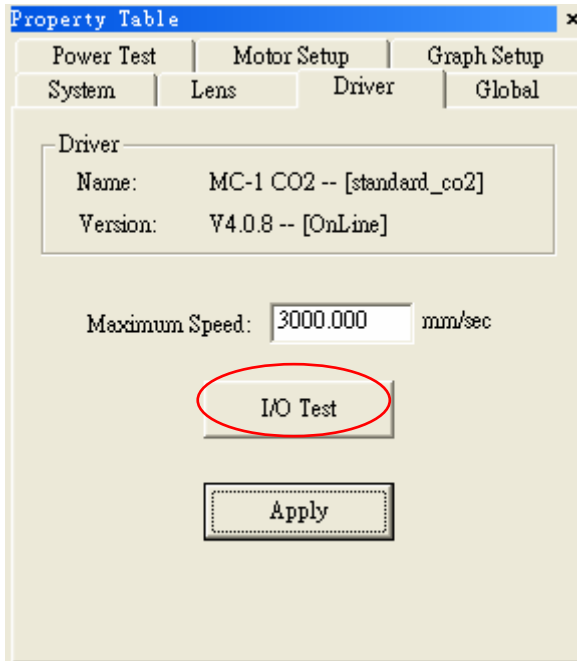 Property Table
Power Test Motor Setup Graph Setup
System Lens Driver Global
Driver
Name: MC-1 CO2 -- [standard_co2]
Version: V4.0.8 -- [OnLine]
Maximum Speed: 3000.000 mm/sec
I/O Test
Apply